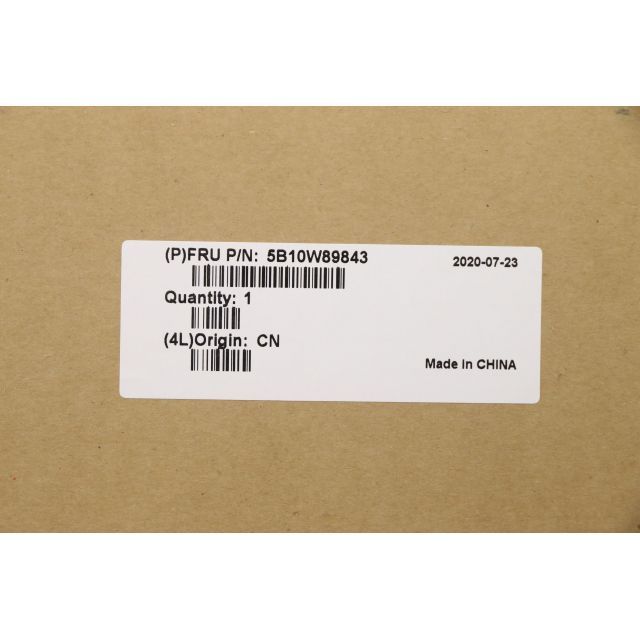 (P)FRU P/N: 5B10W89843
2020-07-23
Quantity: 1
(4L)Origin: CN
Made in CHINA